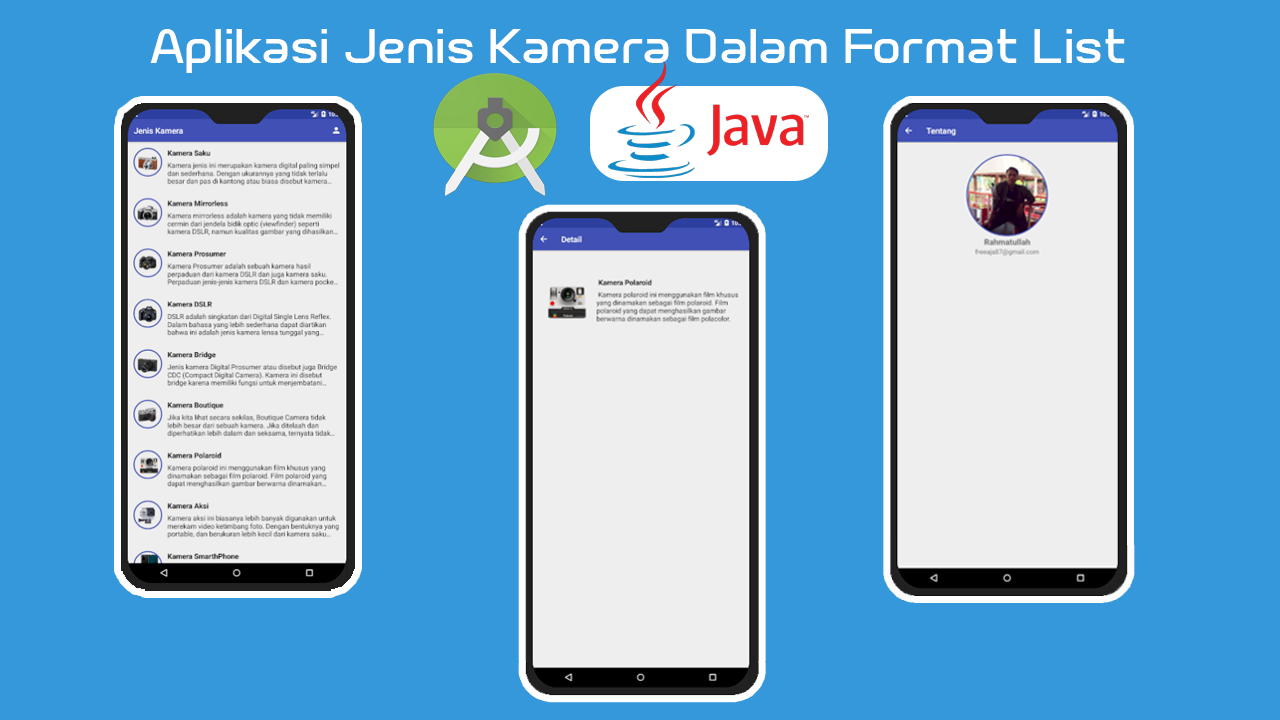 Aplikasi Jenis Kamera Dalam Format List
Java™
Jenis Kamera
Kamera Saku
Kamera jenis ini merupakan kamera digital paling simpel
dan sederhana. Dengan ukurannya yang tidak terlalu
besar dan pas di kantong atau biasa disebut kamera...
Kamera Mirrorless
Kamera mirrorless adalah kamera yang tidak memiliki
cermin dari jendela bidik optic (viewfinder) seperti
kamera DSLR, namun kualitas gambar yang dihasilkan...
Kamera Prosumer
Kamera Prosumer adalah sebuah kamera hasil
perpaduan dari kamera DSLR dan juga kamera saku.
Perpaduan jenis-jenis kamera DSLR dan kamera pocke...
Kamera DSLR
DSLR adalah singkatan dari Digital Single Lens Reflex.
Dalam bahasa yang lebih sederhana dapat diartikan
bahwa ini adalah jenis kamera lensa tunggal yang...
Kamera Bridge
Jenis kamera Digital Prosumer atau disebut juga Bridge
CDC (Compact Digital Camera). Kamera ini disebut
bridge karena memiliki fungsi untuk menjembatani...
Kamera Boutique
Jika kita lihat secara sekilas, Boutique Camera tidak
lebih besar dari sebuah kamera. Jika ditelaah dan
diperhatikan lebih dalam dan seksama, ternyata tidak...
Kamera Polaroid
Kamera polaroid ini menggunakan film khusus yang
dinamakan sebagai film polaroid. Film polaroid yang
dapat menghasilkan gambar berwarna dinamakan...
Kamera Aksi
Kamera aksi ini biasanya lebih banyak digunakan untuk
merekam video ketimbang foto. Dengan bentuknya yang
portable, dan berukuran lebih kecil dari kamera saku...
Kamera SmarthPhone
Detail
Kamera Polaroid
Kamera polaroid ini menggunakan film khusus
yang dinamakan sebagai film polaroid. Film
polaroid yang dapat menghasilkan gambar
berwarna dinamakan sebagai film polacolor.
Tentang
Rahmatullah
freeaja87@gmail.com